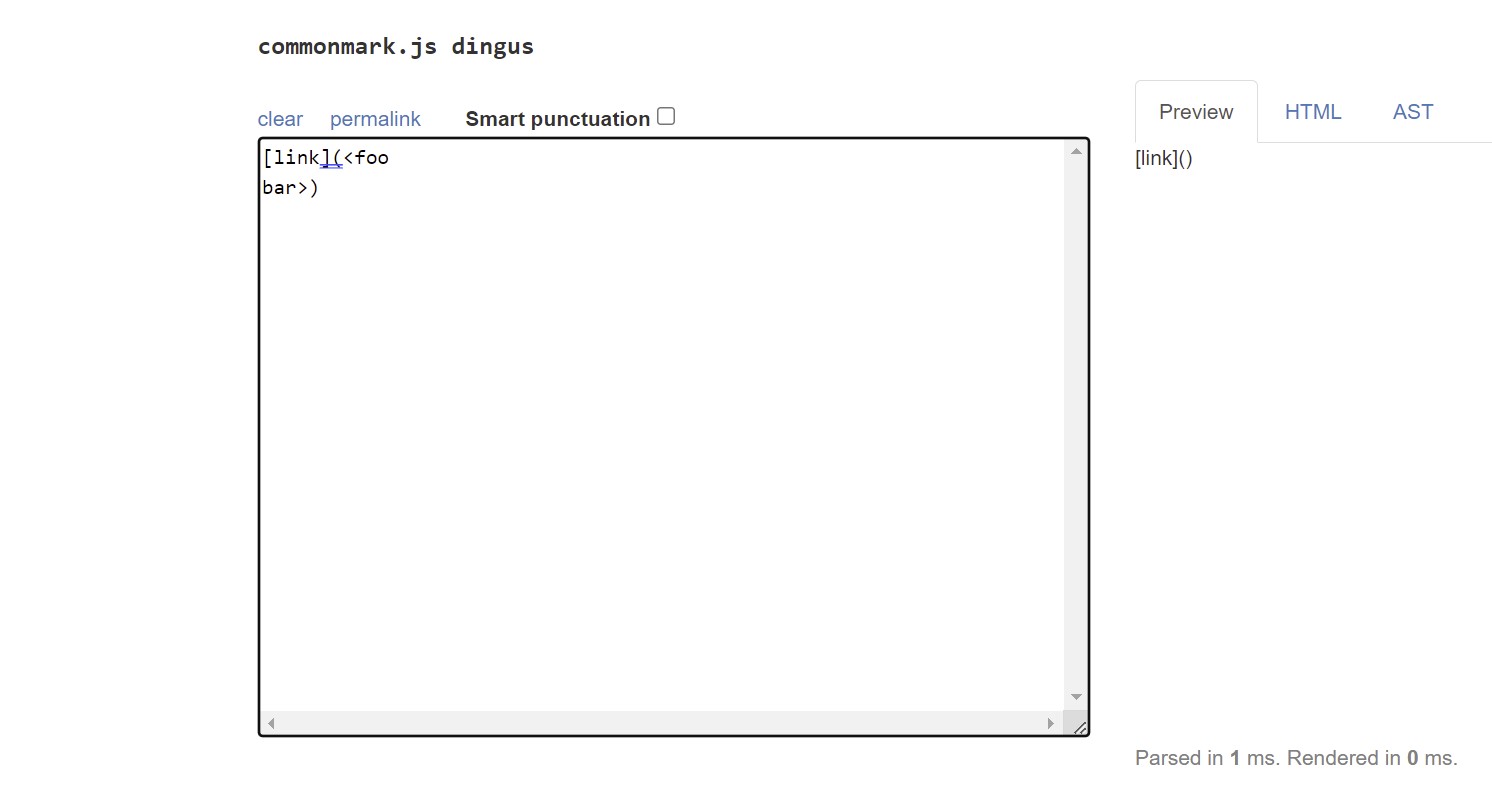 commonmark.js dingus
clear permalink Smart punctuation
[link](<foo
bar>)
Preview HTML AST
[link]()
Parsed in 1 ms. Rendered in 0 ms.